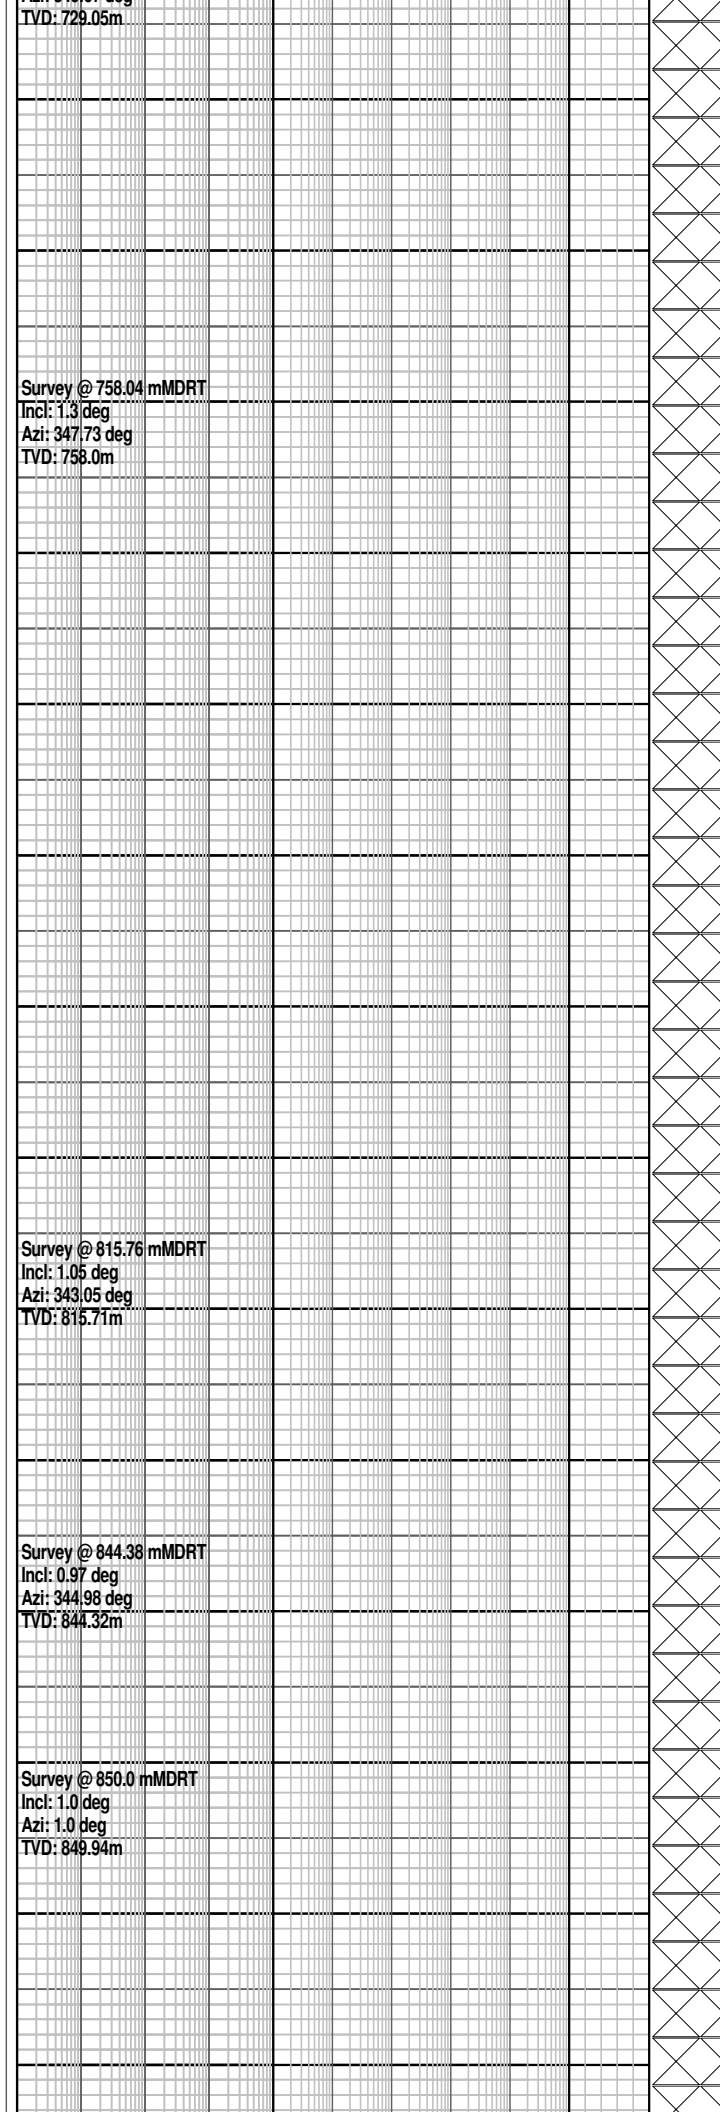 TVD: 729.05m
Survey @ 758.04 mMDRT
Incl: 1.3 deg
Azi: 347.73 deg
TVD: 758.0m
Survey @ 815.76 mMDRT
Incl: 1.05 deg
Azi: 343.05 deg
TVD: 815.71m
Survey @ 844.38 mMDRT
Incl: 0.97 deg
Azi: 344.98 deg
TVD: 844.32m
Survey @ 850.0 mMDRT
Incl: 1.0 deg
Azi: 1.0 deg
TVD: 849.94m